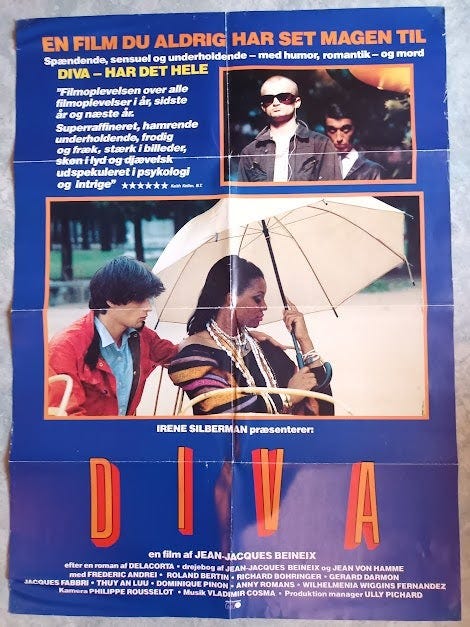 EN FILM DU ALDRIG HAR SET MAGEN TIL
Spændende, sensuel og underholdende – med humor, romantik – og mord
DIVA – HAR DET HELE
"Filmoplevelsen over alle
filmoplevelser i år, sidste
år og næste år.
Superraffineret, hamrende
underholdende, frodig
og fræk, stærk i billeder,
skøn i lyd og djævelsk
udspekuleret i psykologi
og intrige" ★★★★★★ Keith Keller, B.T.
IRENE SILBERMAN præsenterer:
DIVA
en film af JEAN-JACQUES BEINEIX
efter en roman af DELACORTA · drejebog af JEAN-JACQUES BEINEIX og JEAN VON HAMME
med FREDERIC ANDREI · ROLAND BERTIN · RICHARD BOHRINGER · GERARD DARMON
JACQUES FABBRI · THUY AN LUU · DOMINIQUE PINON · ANNY ROMANS · WILHELMENIA WIGGINS FERNANDEZ
Kamera PHILIPPE ROUSSELOT · Musik VLADIMIR COSMA · Produktion manager ULLY PICHARD